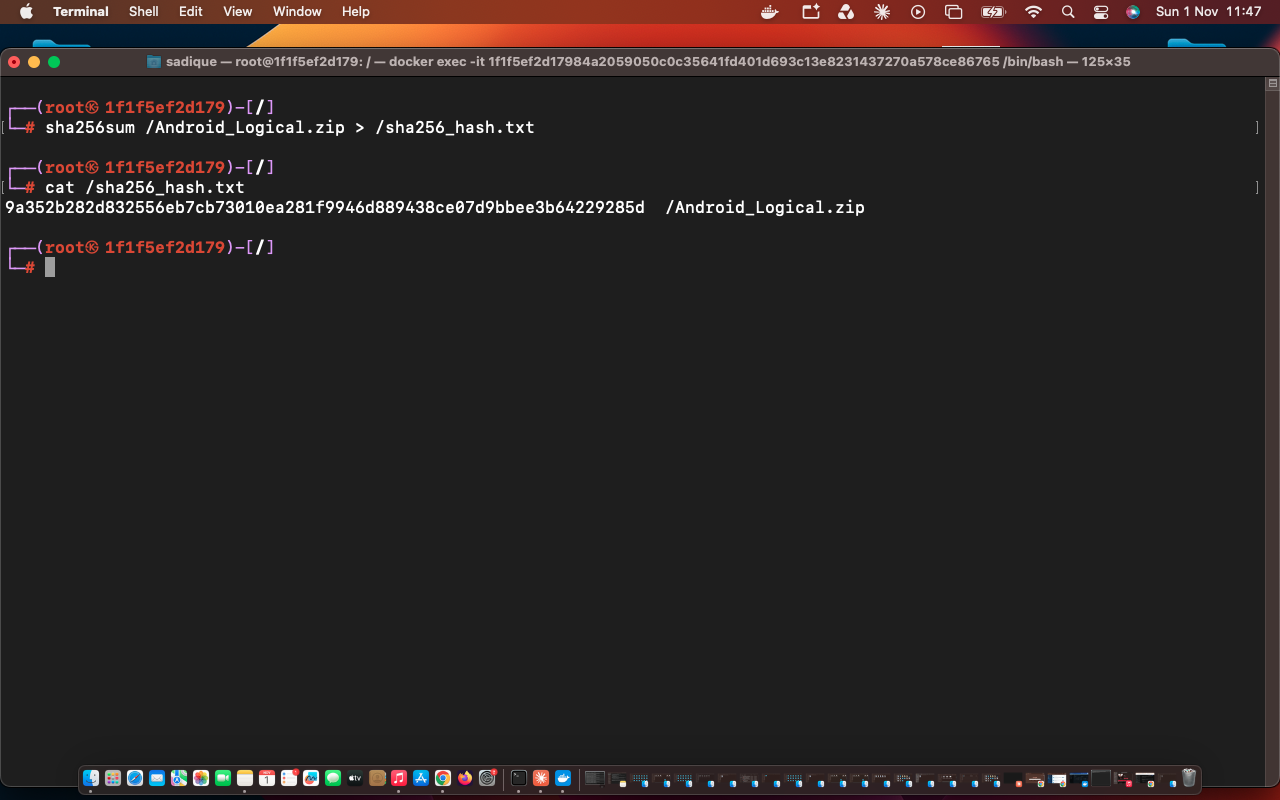 Terminal Shell Edit View Window Help Sun 1 Nov 11:47
sadique — root@1f1f5ef2d179: / — docker exec -it 1f1f5ef2d17984a2059050c0c35641fd401d693c13e8231437270a578ce86765 /bin/bash — 125×35
┌──(root㉿ 1f1f5ef2d179)-[/]
└─# sha256sum /Android_Logical.zip > /sha256_hash.txt
┌──(root㉿ 1f1f5ef2d179)-[/]
└─# cat /sha256_hash.txt
9a352b282d832556eb7cb73010ea281f9946d889438ce07d9bbee3b64229285d  /Android_Logical.zip
┌──(root㉿ 1f1f5ef2d179)-[/]
└─#